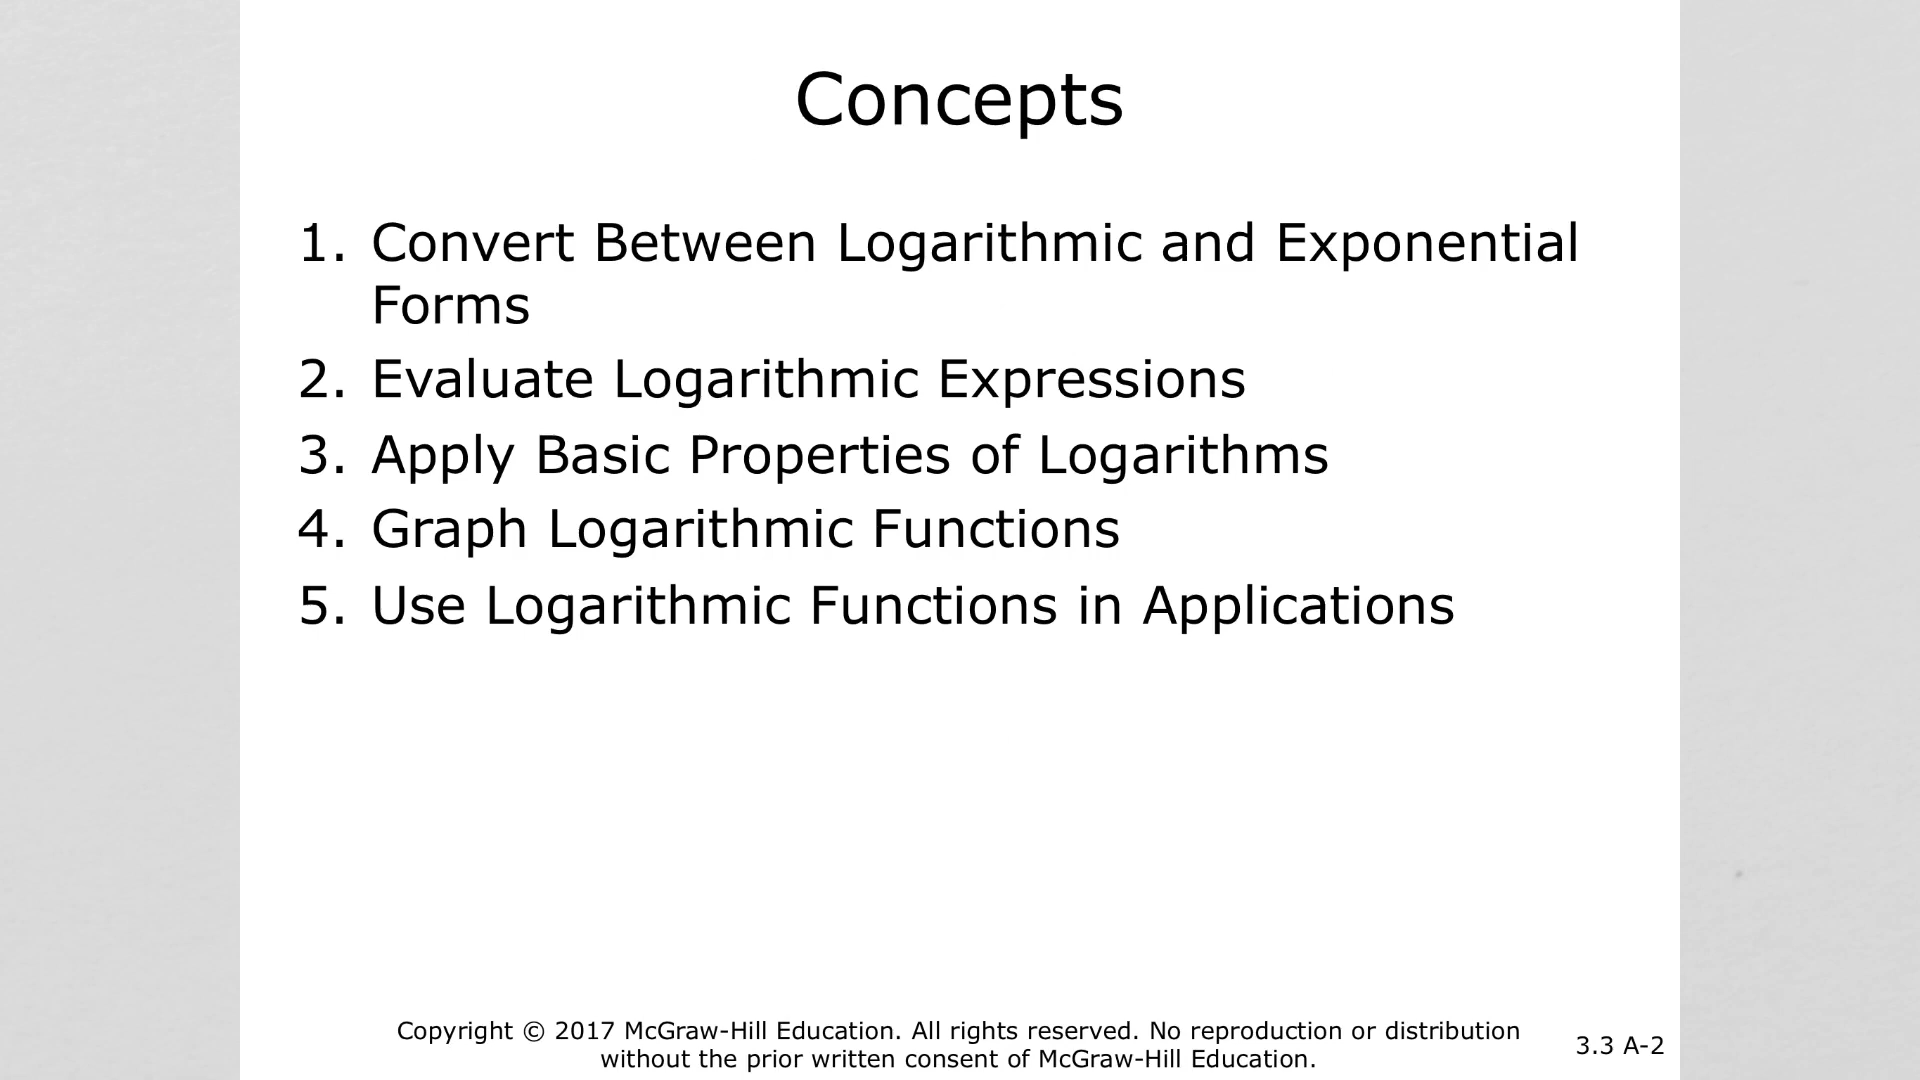 Concepts
1. Convert Between Logarithmic and Exponential
Forms
2. Evaluate Logarithmic Expressions
3. Apply Basic Properties of Logarithms
4. Graph Logarithmic Functions
5. Use Logarithmic Functions in Applications
Copyright © 2017 McGraw-Hill Education. All rights reserved. No reproduction or distribution
without the prior written consent of McGraw-Hill Education.
3.3 A-2